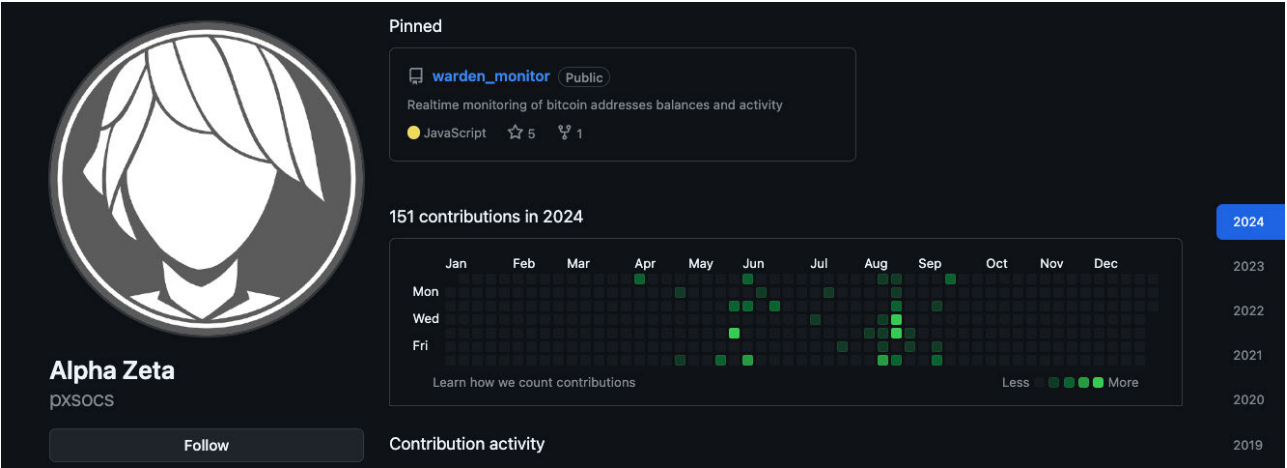 Pinned
warden_monitor Public
Realtime monitoring of bitcoin addresses balances and activity
JavaScript 5 1
151 contributions in 2024
Jan Feb Mar Apr May Jun Jul Aug Sep Oct Nov Dec
Mon
Wed
Fri
Learn how we count contributions Less More
2024
2023
2022
2021
2020
2019
Alpha Zeta
pxsocs
Follow
Contribution activity